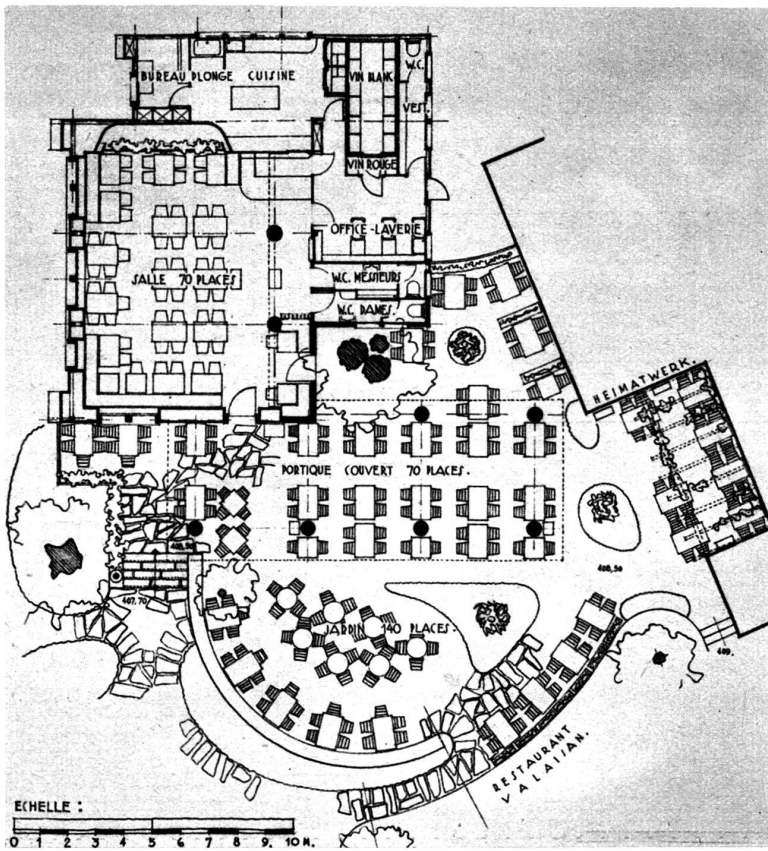 BUREAU PLONGE CUISINE
VIN BLANC
W.C.
VEST.
VIN ROUGE
OFFICE-LAVERIE
SALLE 70 PLACES
W.C. MESSIEURS
W.C. DAMES.
HEIMATWERK.
PORTIQUE COUVERT 70 PLACES.
408,50
407,70
JARDIN 140 PLACES.
409.
RESTAURANT
VALAISAN.
ECHELLE :
0 1 2 3 4 5 6 7 8 9. 10 M.